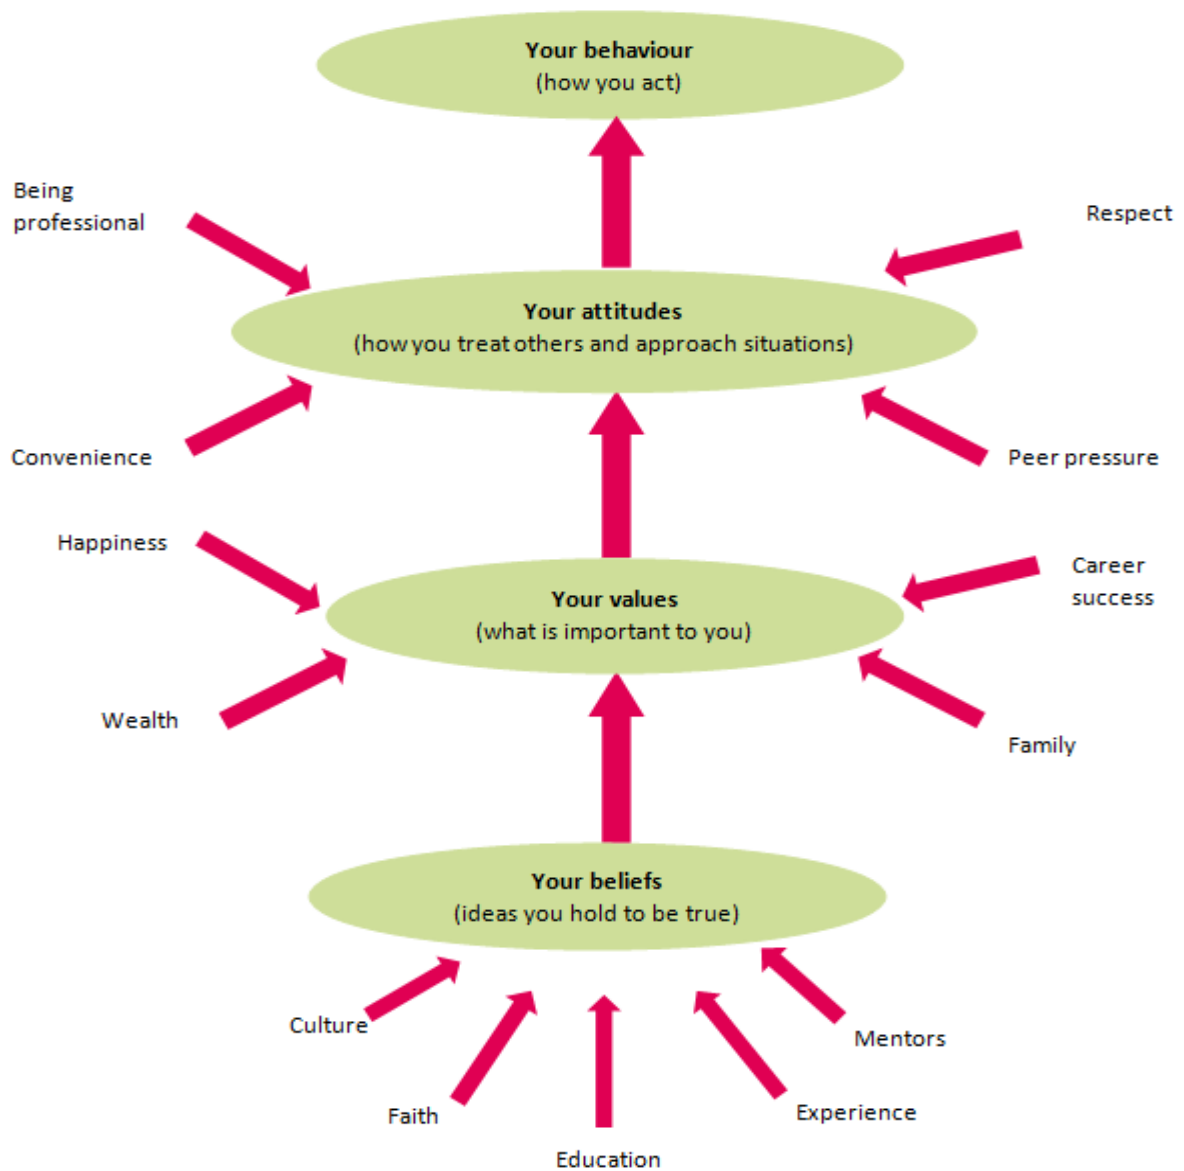 Your behaviour
(how you act)
Being
professional
Respect
Your attitudes
(how you treat others and approach situations)
Convenience
Peer pressure
Happiness
Career
success
Your values
(what is important to you)
Wealth
Family
Your beliefs
(ideas you hold to be true)
Culture
Mentors
Faith
Experience
Education